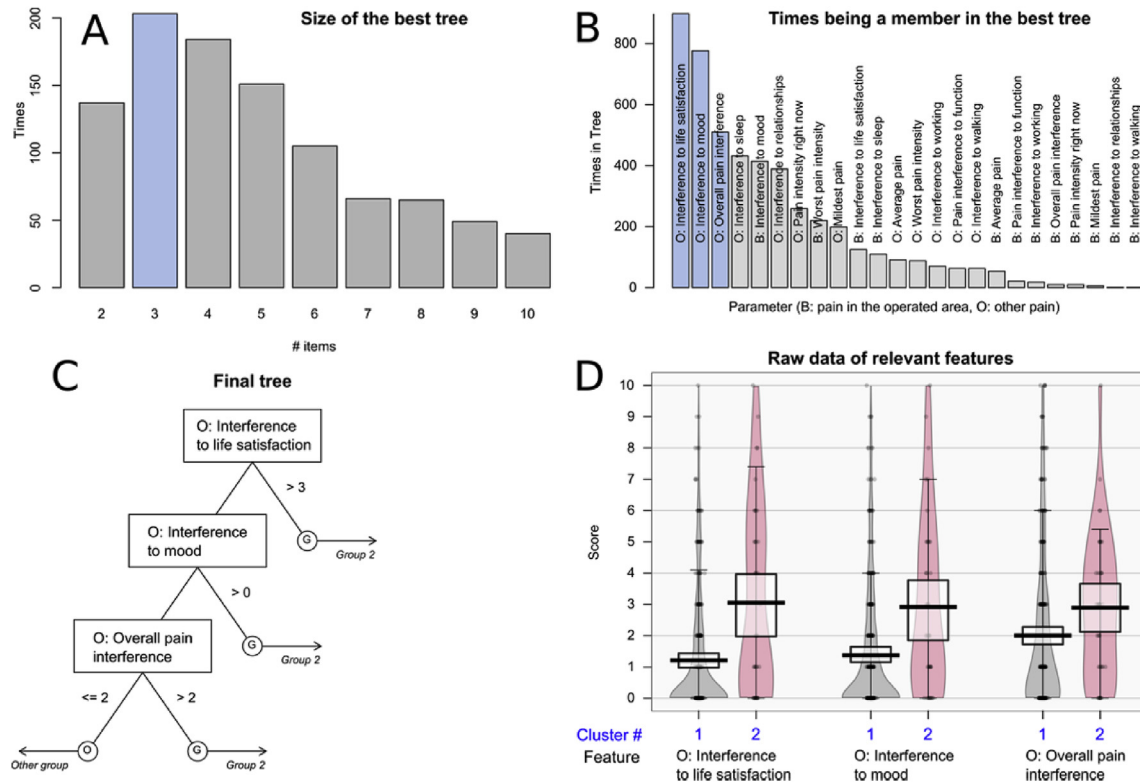 A
Size of the best tree
Times
200
150
100
50
0
2 3 4 5 6 7 8 9 10
# items
B
Times being a member in the best tree
Times in Tree
800
600
400
200
0
O: Interference to life satisfaction
O: Interference to mood
O: Overall pain interference
O: Interference to sleep
B: Interference to mood
O: Interference to relationships
O: Pain intensity right now
B: Worst pain intensity
O: Mildest pain
B: Interference to life satisfaction
B: Interference to sleep
O: Average pain
O: Worst pain intensity
O: Interference to working
O: Pain interference to function
O: Interference to walking
B: Average pain
B: Pain interference to function
B: Interference to working
B: Overall pain interference
B: Pain intensity right now
B: Mildest pain
B: Interference to relationships
B: Interference to walking
Parameter (B: pain in the operated area, O: other pain)
C
Final tree
O: Interference
to life satisfaction
> 3
G
Group 2
O: Interference
to mood
> 0
G
Group 2
O: Overall pain
interference
<= 2
> 2
O
G
Other group
Group 2
D
Raw data of relevant features
Score
10
9
8
7
6
5
4
3
2
1
0
Cluster # 1 2 1 2 1 2
Feature
O: Interference
to life satisfaction
O: Interference
to mood
O: Overall pain
interference